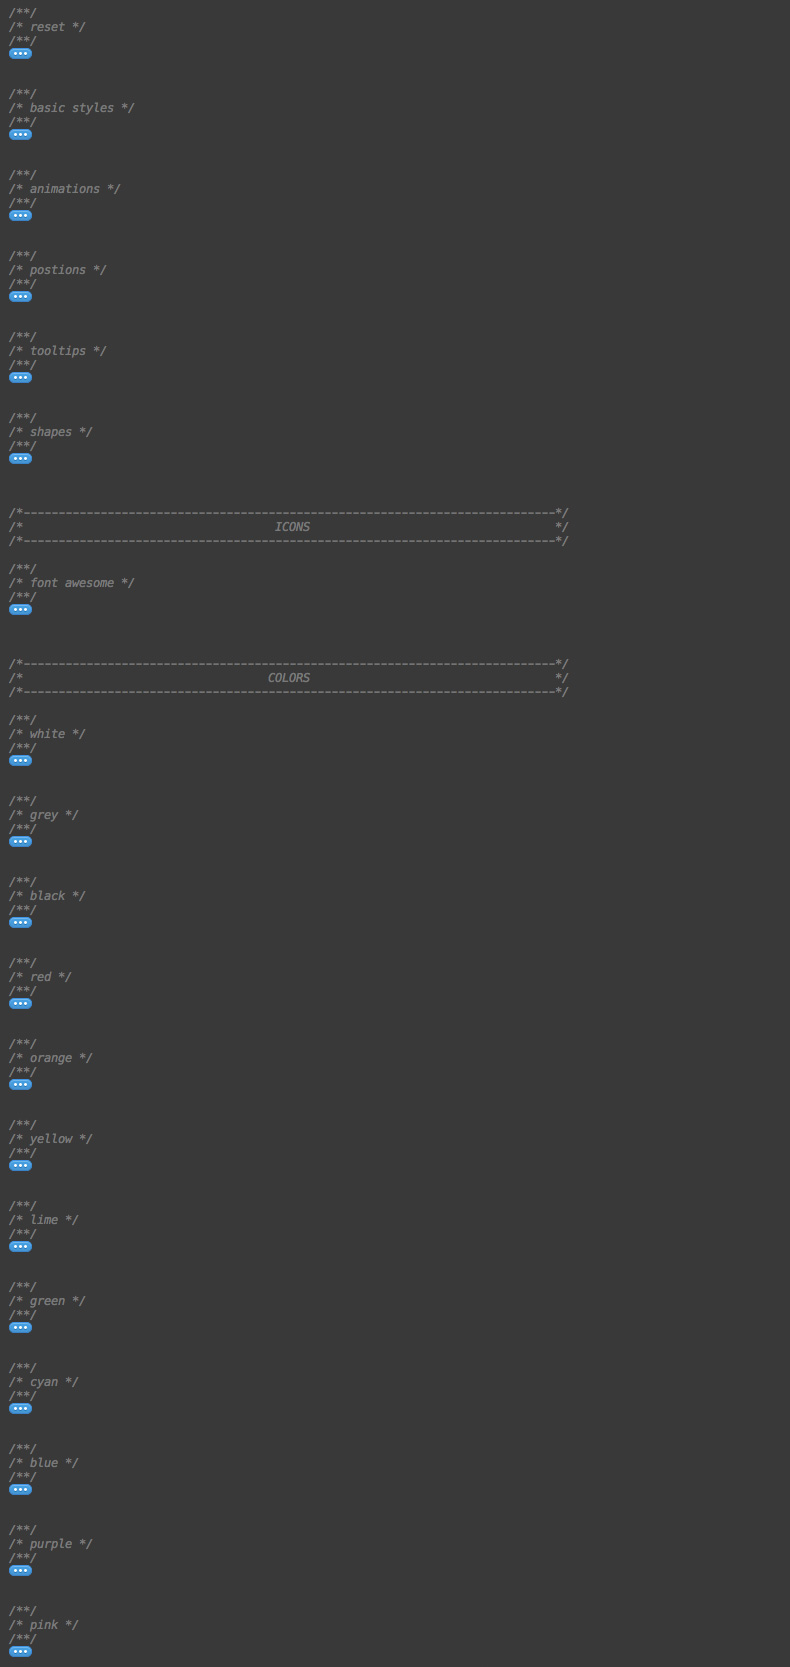 /**/
/* reset */
/**/
/**/
/* basic styles */
/**/
/**/
/* animations */
/**/
/**/
/* postions */
/**/
/**/
/* tooltips */
/**/
/**/
/* shapes */
/**/
/*----------------------------------------------------------------------------*/
/*                                    ICONS                                   */
/*----------------------------------------------------------------------------*/
/**/
/* font awesome */
/**/
/*----------------------------------------------------------------------------*/
/*                                   COLORS                                   */
/*----------------------------------------------------------------------------*/
/**/
/* white */
/**/
/**/
/* grey */
/**/
/**/
/* black */
/**/
/**/
/* red */
/**/
/**/
/* orange */
/**/
/**/
/* yellow */
/**/
/**/
/* lime */
/**/
/**/
/* green */
/**/
/**/
/* cyan */
/**/
/**/
/* blue */
/**/
/**/
/* purple */
/**/
/**/
/* pink */
/**/